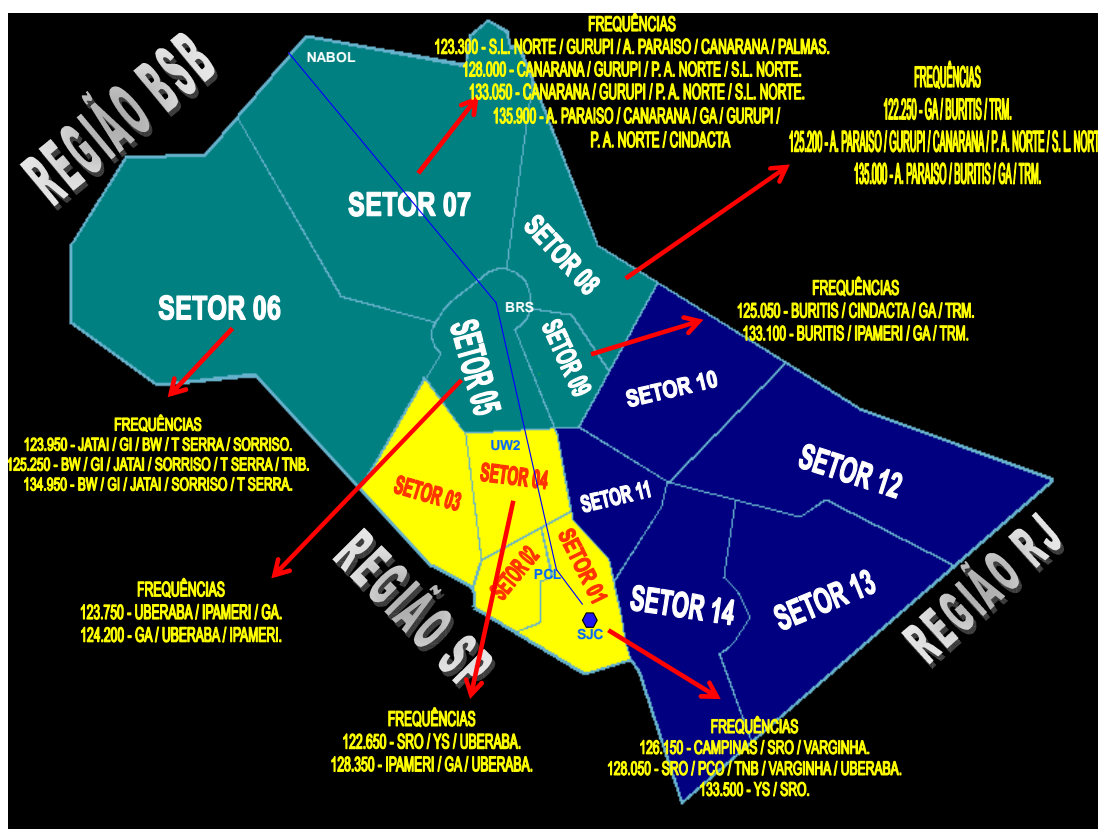 FREQUÊNCIAS
123.300 - S.L. NORTE / GURUPI / A. PARAISO / CANARANA / PALMAS.
128.000 - CANARANA / GURUPI / P. A. NORTE / S.L. NORTE.
133.050 - CANARANA / GURUPI / P. A. NORTE / S.L. NORTE.
135.900 - A. PARAISO / CANARANA / GA / GURUPI /
P. A. NORTE / CINDACTA
NABOL
REGIÃO BSB
FREQUÊNCIAS
122.250 - GA / BURITIS / TRM.
125.200 - A. PARAISO / GURUPI / CANARANA / P. A. NORTE / S. L. NORT
135.000 - A. PARAISO / BURITIS / GA / TRM.
SETOR 07
SETOR 08
SETOR 06
BRS
FREQUÊNCIAS
125.050 - BURITIS / CINDACTA / GA / TRM.
133.100 - BURITIS / IPAMERI / GA / TRM.
SETOR 05
SETOR 09
SETOR 10
FREQUÊNCIAS
123.950 - JATAI / GI / BW / T SERRA / SORRISO.
125.250 - BW / GI / JATAI / SORRISO / T SERRA / TNB.
134.950 - BW / GI / JATAI / SORRISO / T SERRA.
UW2
SETOR 03
SETOR 04
SETOR 11
SETOR 12
SETOR 02
PCL
SETOR 01
SETOR 14
SETOR 13
SJC
REGIÃO SP
REGIÃO RJ
FREQUÊNCIAS
123.750 - UBERABA / IPAMERI / GA.
124.200 - GA / UBERABA / IPAMERI.
FREQUÊNCIAS
122.650 - SRO / YS / UBERABA.
128.350 - IPAMERI / GA / UBERABA.
FREQUÊNCIAS
126.150 - CAMPINAS / SRO / VARGINHA.
128.050 - SRO / PCO / TNB / VARGINHA / UBERABA.
133.500 - YS / SRO.